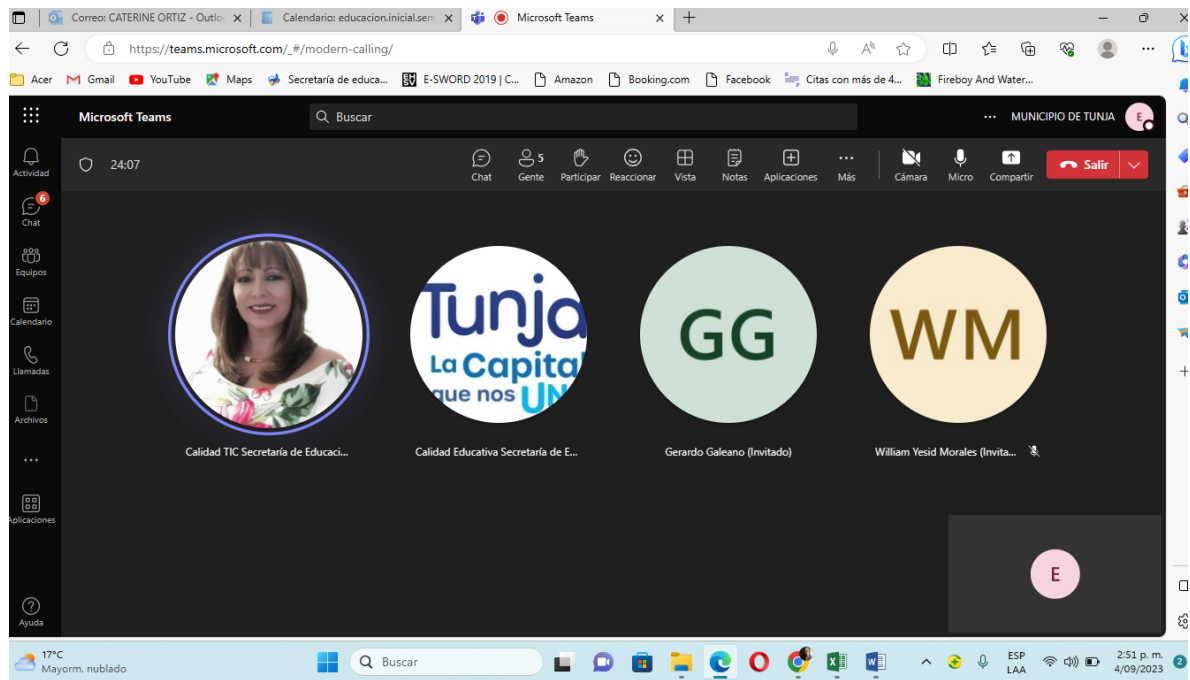 Correo: CATERINE ORTIZ - Outloo
Calendario: educacion.inicial.sem
Microsoft Teams
https://teams.microsoft.com/_#/modern-calling/
Acer
Gmail
YouTube
Maps
Secretaría de educa...
E-SWORD 2019 | C...
Amazon
Booking.com
Facebook
Citas con más de 4...
Fireboy And Water...
Microsoft Teams
Buscar
MUNICIPIO DE TUNJA
E
Actividad
24:07
Chat
5
Gente
Participar
Reaccionar
Vista
Notas
Aplicaciones
Más
Cámara
Micro
Compartir
Salir
6
Chat
Equipos
Calendario
Llamadas
Archivos
Aplicaciones
Ayuda
Tunja
La Capital
que nos UN
GG
WM
Calidad TIC Secretaría de Educaci...
Calidad Educativa Secretaría de E...
Gerardo Galeano (Invitado)
William Yesid Morales (Invita...
E
17°C
Mayorm. nublado
Buscar
ESP
LAA
2:51 p. m.
4/09/2023
2